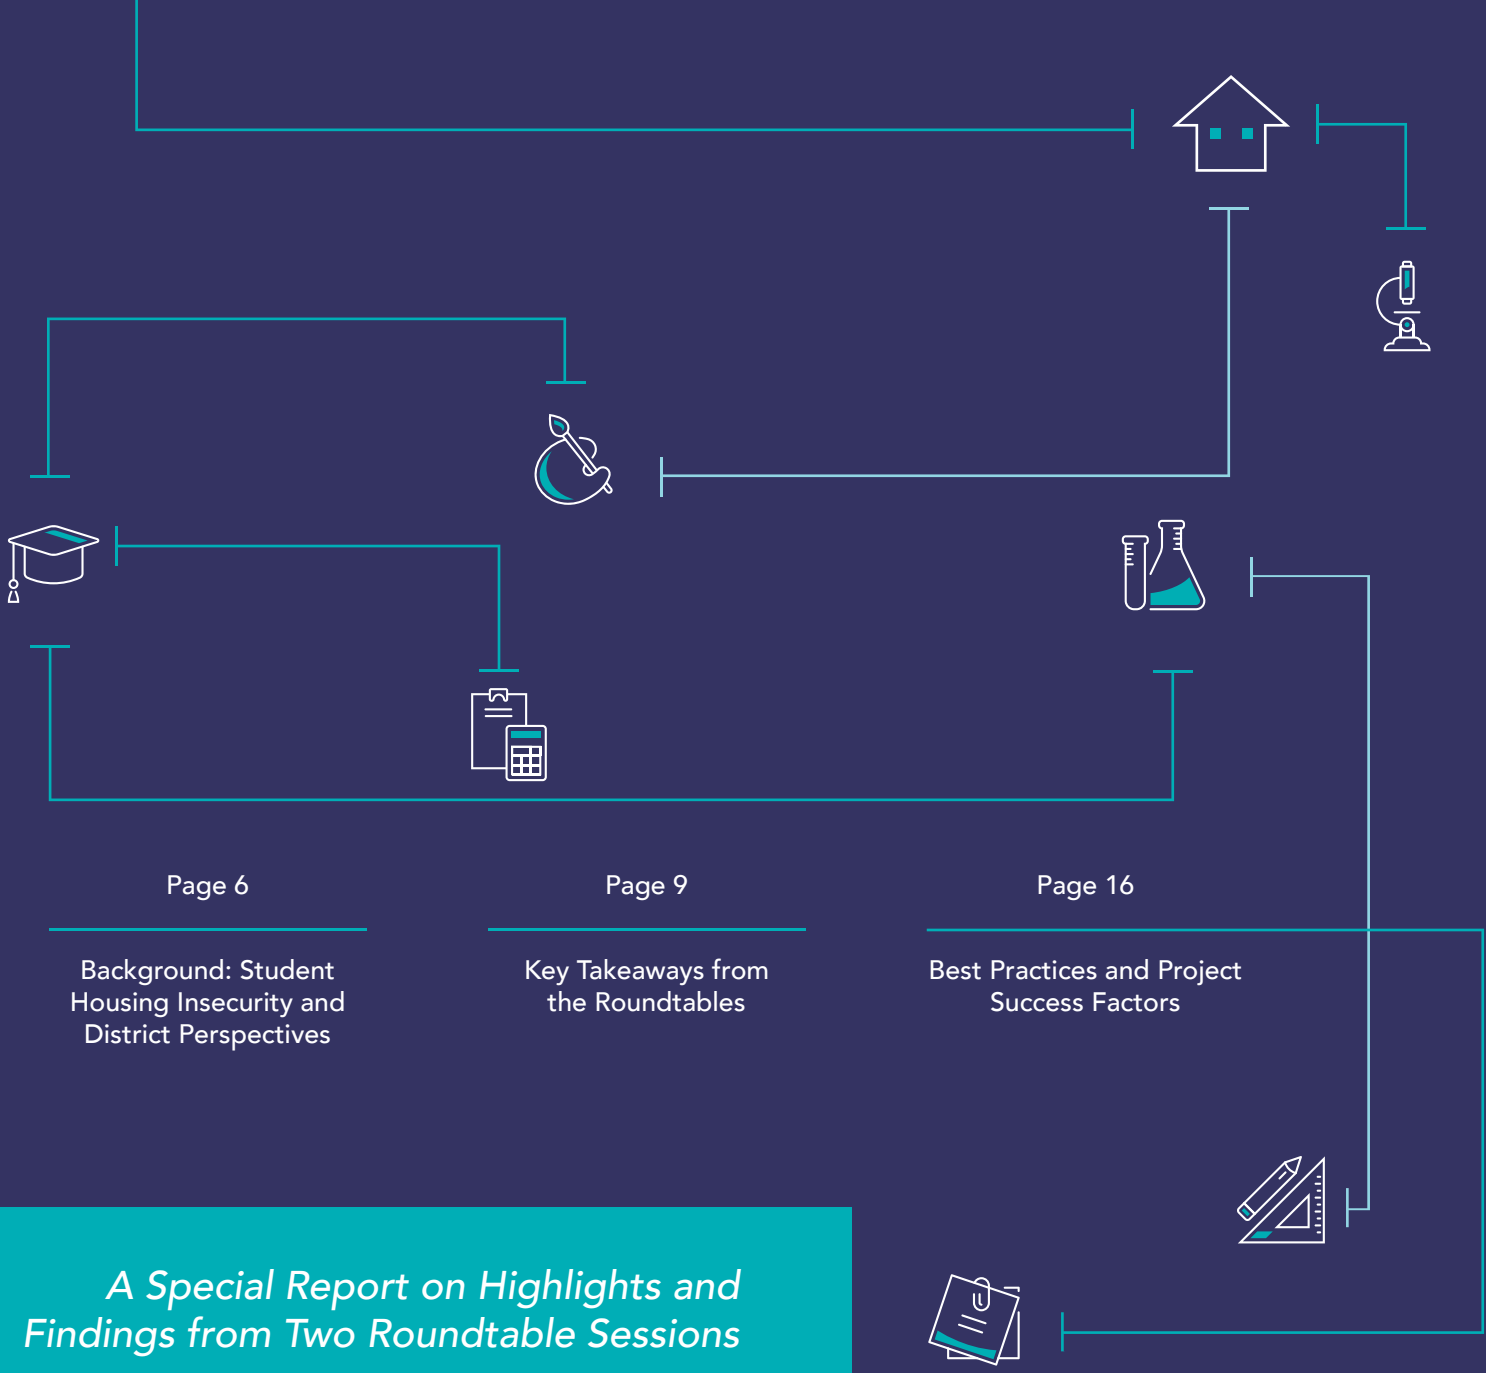 Page 6
Background: Student
Housing Insecurity and
District Perspectives
Page 9
Key Takeaways from
the Roundtables
Page 16
Best Practices and Project
Success Factors
A Special Report on Highlights and
Findings from Two Roundtable Sessions